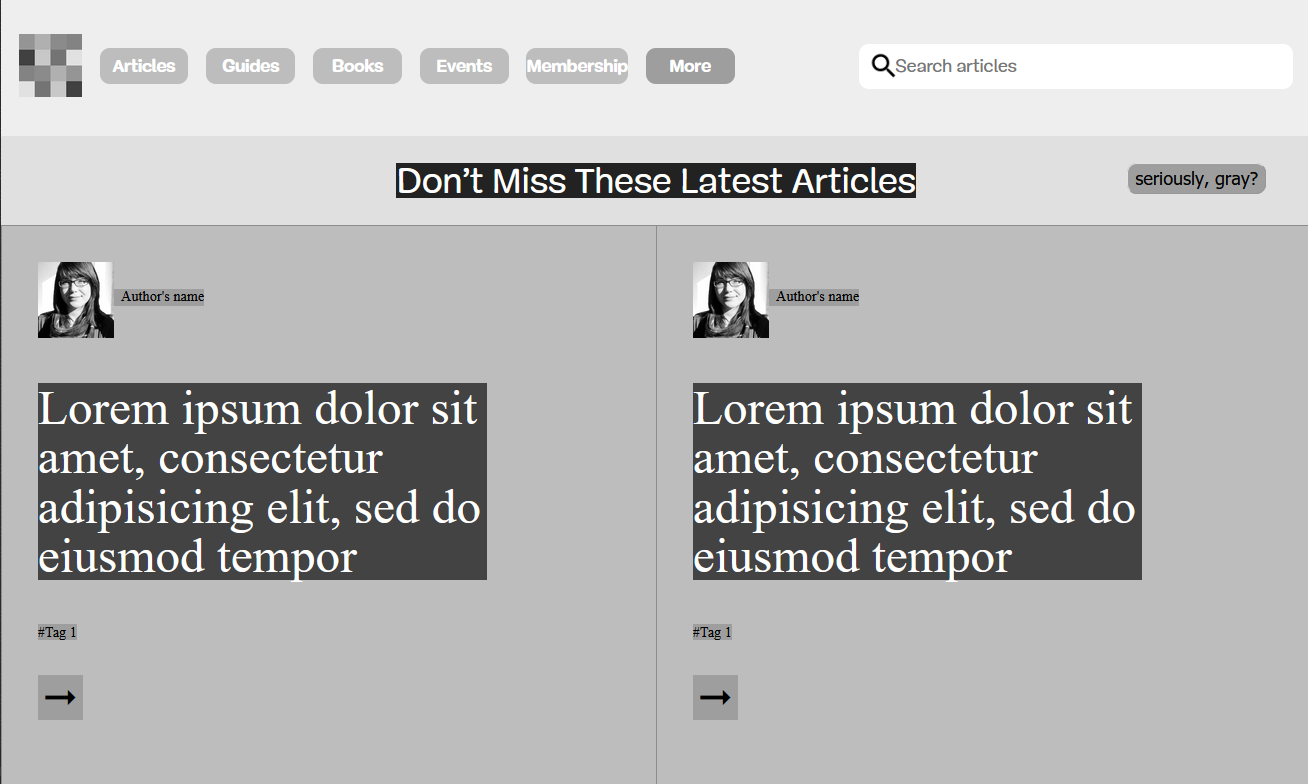 Articles Guides Books Events Membership More Search articles
Don’t Miss These Latest Articles
seriously, gray?
Author's name
Lorem ipsum dolor sit
amet, consectetur
adipisicing elit, sed do
eiusmod tempor
#Tag 1
Author's name
Lorem ipsum dolor sit
amet, consectetur
adipisicing elit, sed do
eiusmod tempor
#Tag 1